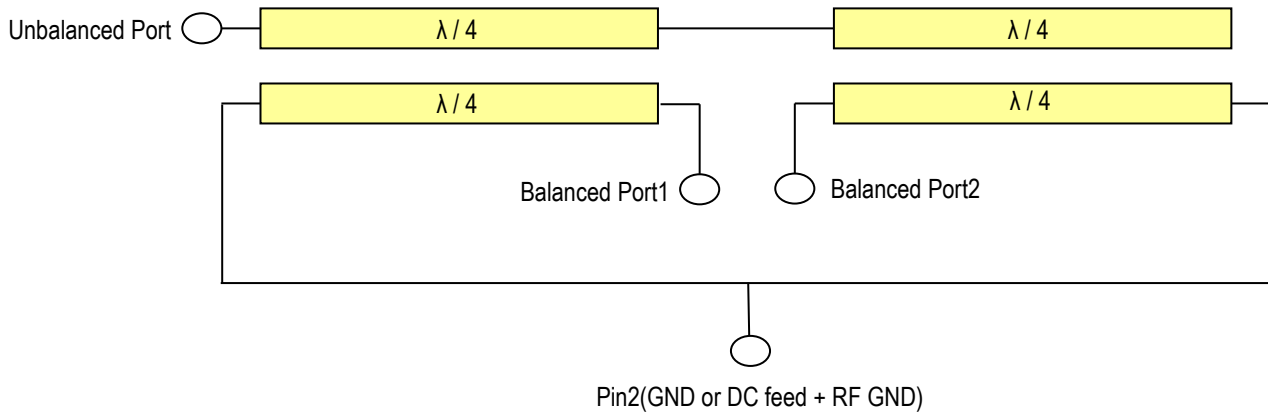 Unbalanced Port
λ / 4
λ / 4
λ / 4
λ / 4
Balanced Port1
Balanced Port2
Pin2(GND or DC feed + RF GND)